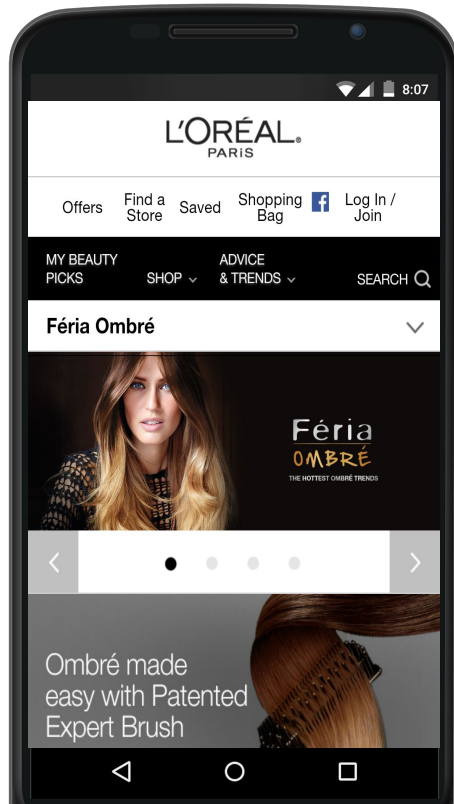 8:07
L'ORÉAL®
PARiS
Offers
Find a
Store
Saved
Shopping
Bag
f
Log In /
Join
MY BEAUTY
PICKS
SHOP
ADVICE
& TRENDS
SEARCH
Féria Ombré
Féria
OMBRÉ
THE HOTTEST OMBRÉ TRENDS
Ombré made
easy with Patented
Expert Brush